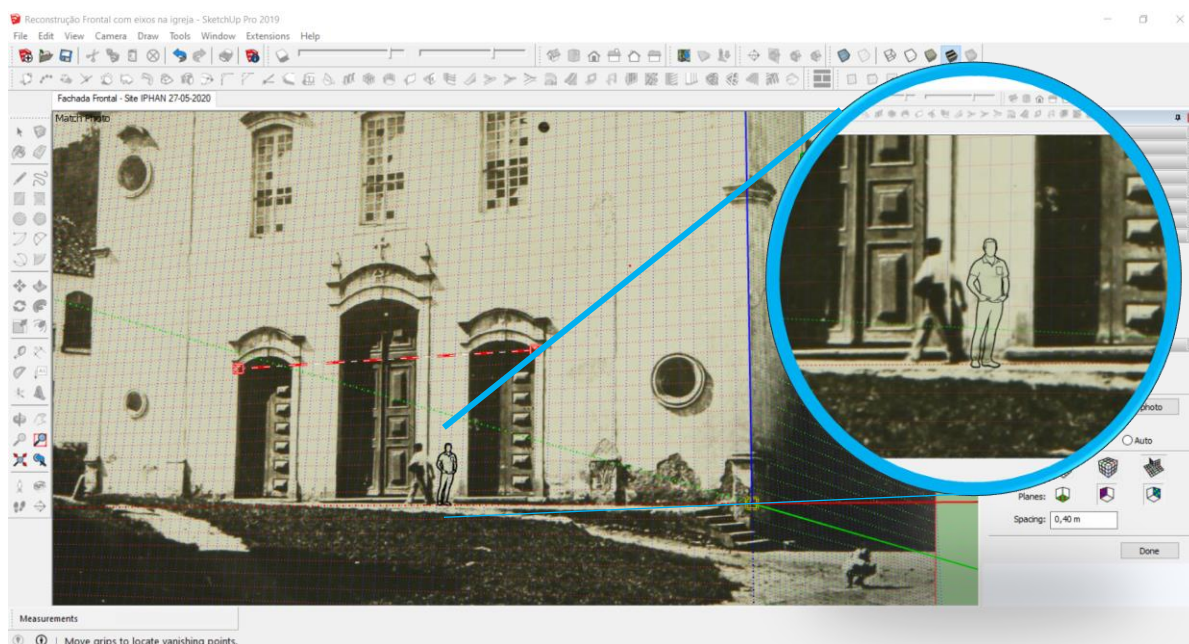 Reconstrução Frontal com eixos na igreja - SketchUp Pro 2019
File Edit View Camera Draw Tools Window Extensions Help
Fachada Frontal - Site IPHAN 27-05-2020
Match Photo
photo
Auto
Planes:
Spacing: 0,40 m
Done
Measurements
Move grips to locate vanishing points.